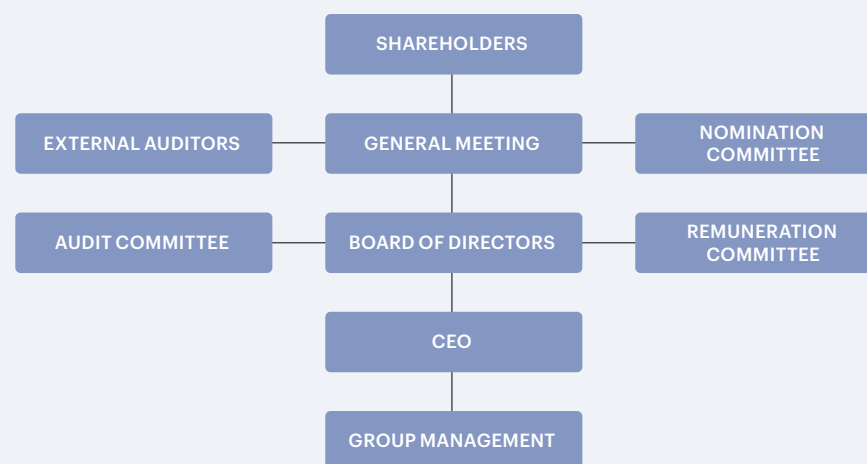 SHAREHOLDERS
EXTERNAL AUDITORS
GENERAL MEETING
NOMINATION
COMMITTEE
AUDIT COMMITTEE
BOARD OF DIRECTORS
REMUNERATION
COMMITTEE
CEO
GROUP MANAGEMENT